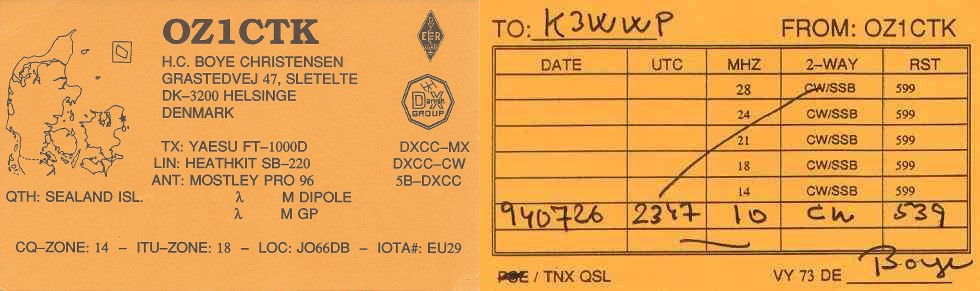 OZ1CTK
H.C. BOYE CHRISTENSEN
GRASTEDVEJ 47, SLETELTE
DK-3200 HELSINGE
DENMARK
EDR
DX
Danish
GROUP
TX: YAESU FT-1000D
LIN: HEATHKIT SB-220
ANT: MOSTLEY PRO 96
λ M DIPOLE
λ M GP
DXCC-MX
DXCC-CW
5B-DXCC
QTH: SEALAND ISL.
CQ-ZONE: 14 – ITU-ZONE: 18 – LOC: JO66DB – IOTA#: EU29
TO: K3WWP FROM: OZ1CTK
DATE UTC MHZ 2-WAY RST
28 CW/SSB 599
24 CW/SSB 599
21 CW/SSB 599
18 CW/SSB 599
14 CW/SSB 599
940726 2347 10 CW 539
PSE / TNX QSL VY 73 DE Boye